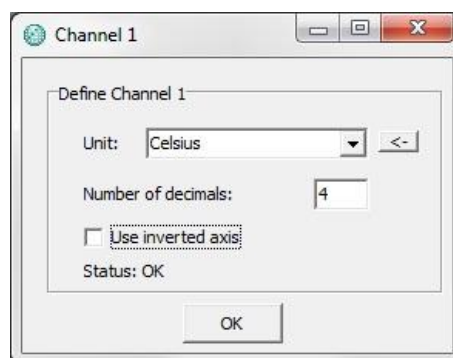 Channel 1
Define Channel 1
Unit: Celsius <-
Number of decimals: 4
Use inverted axis
Status: OK
OK